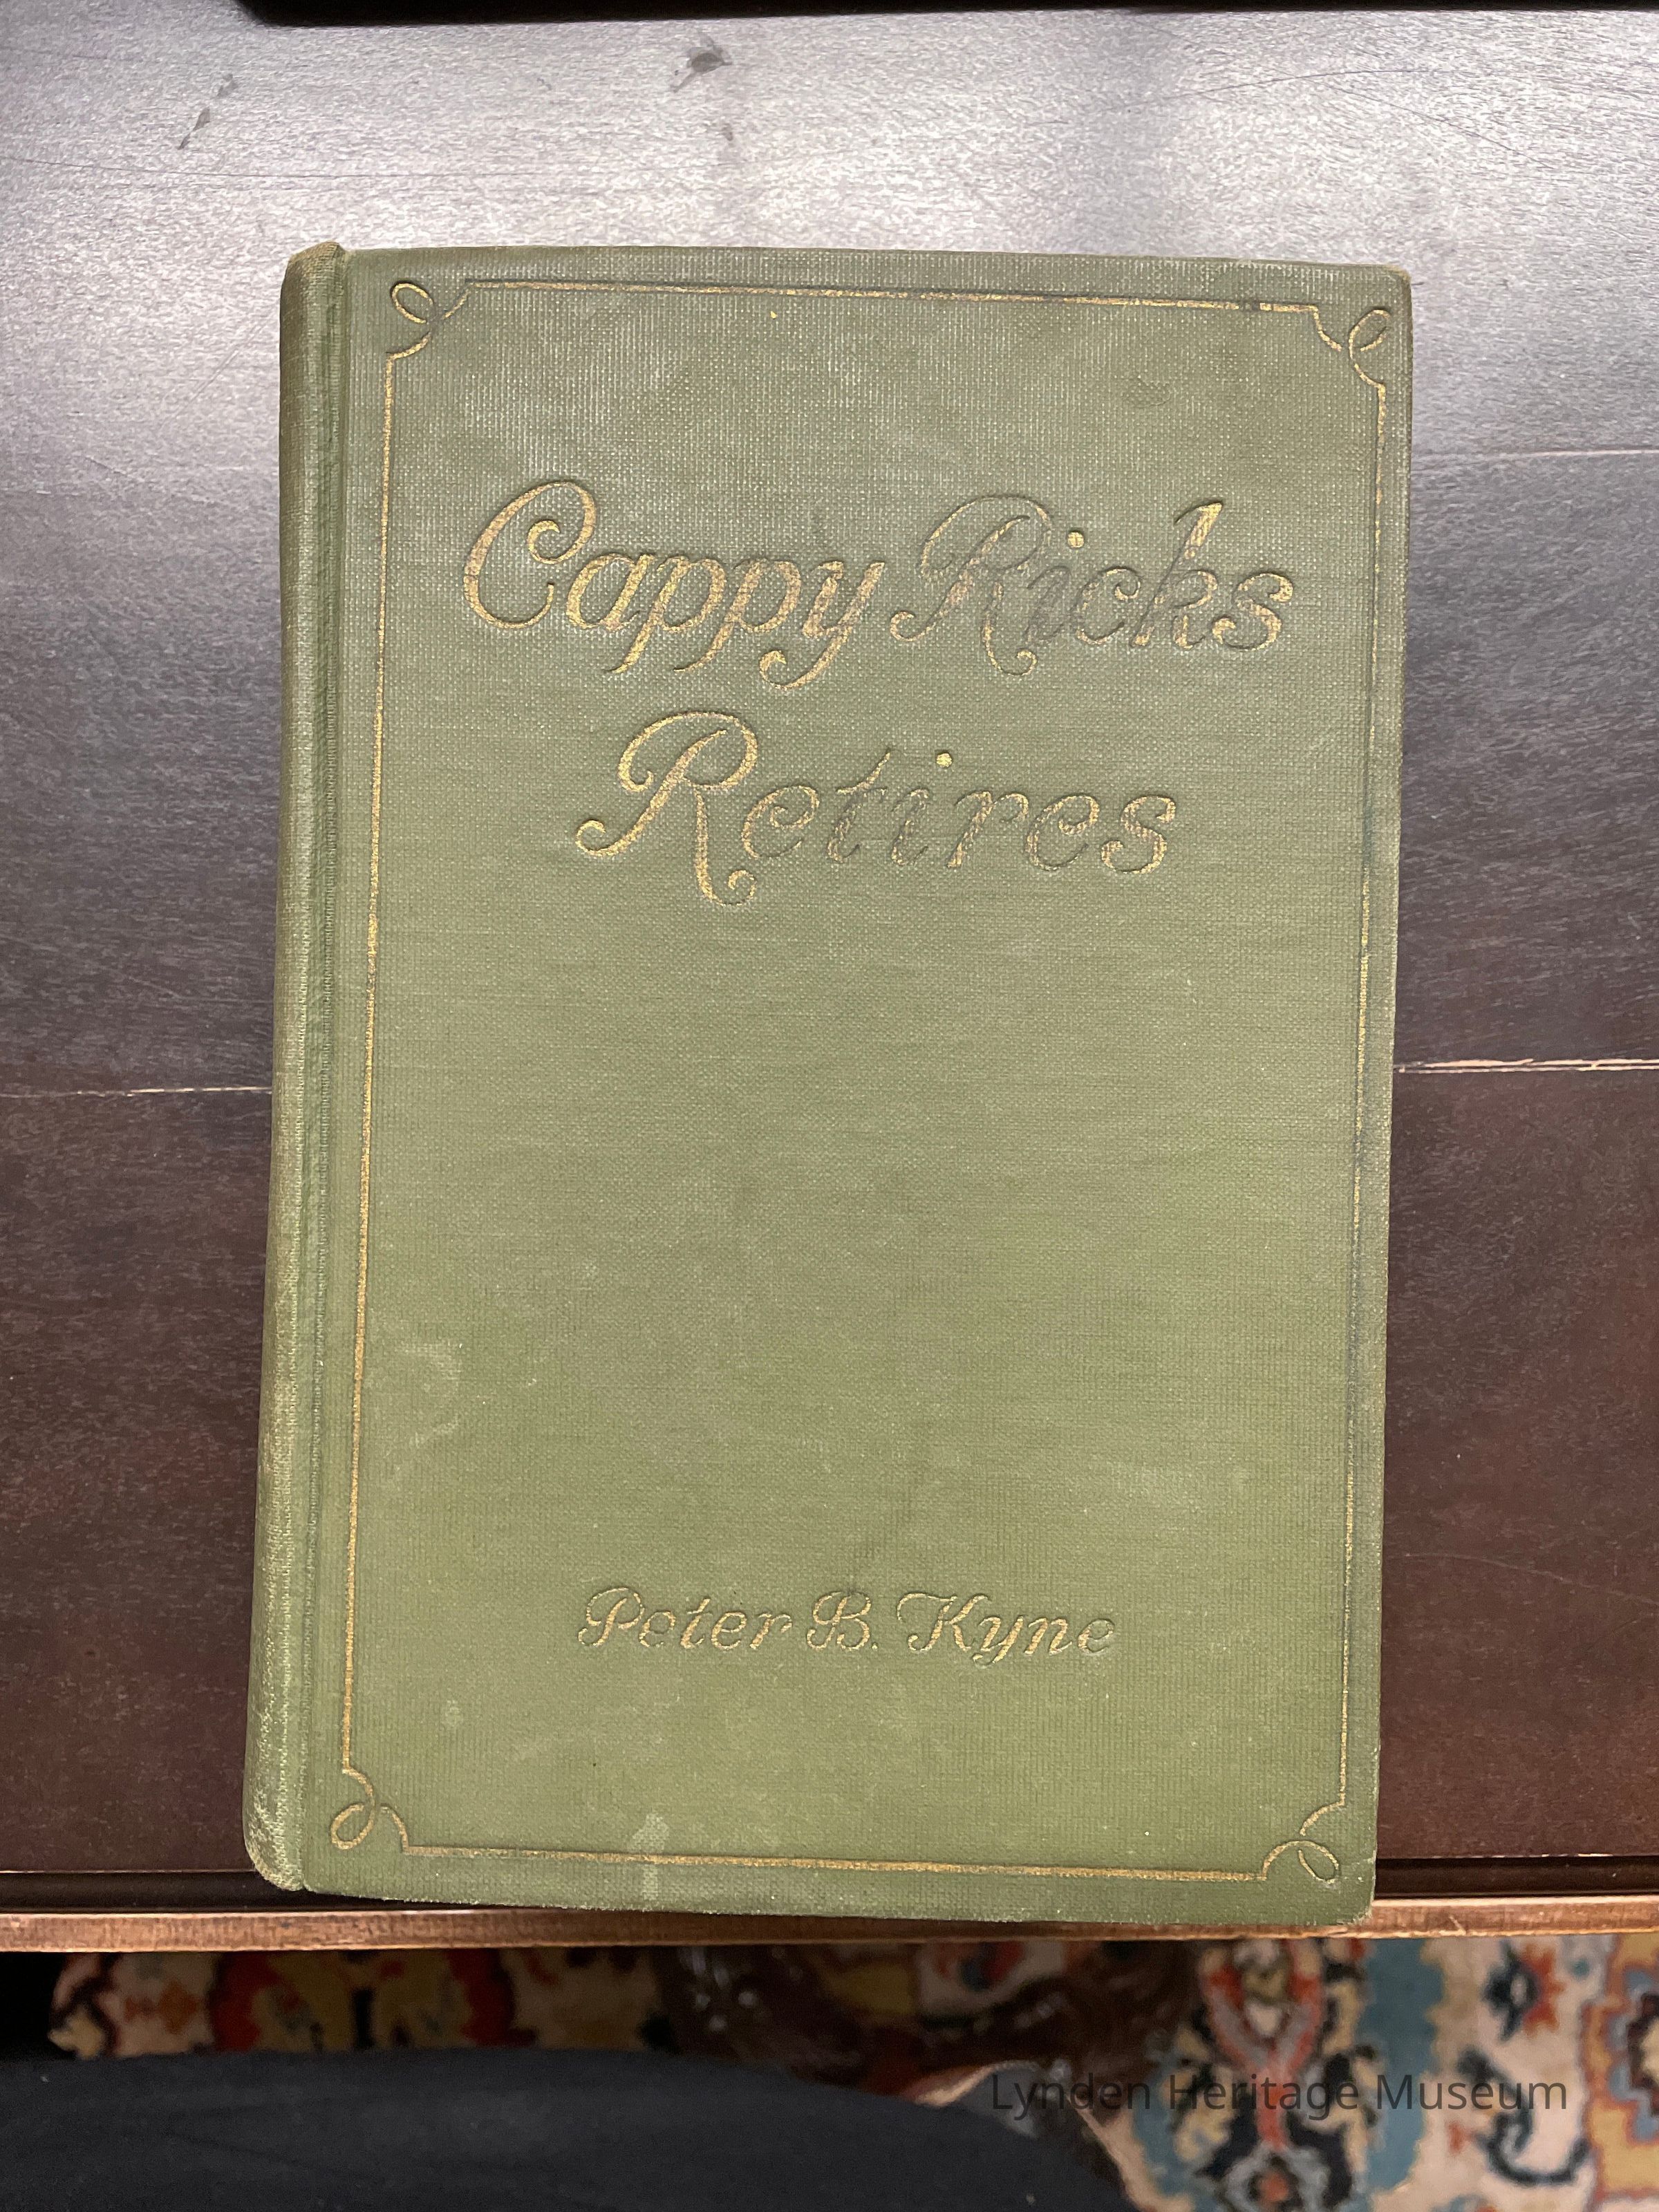 Cappy Ricks
Retires
Peter B. Kyne
Lynden Heritage Museum